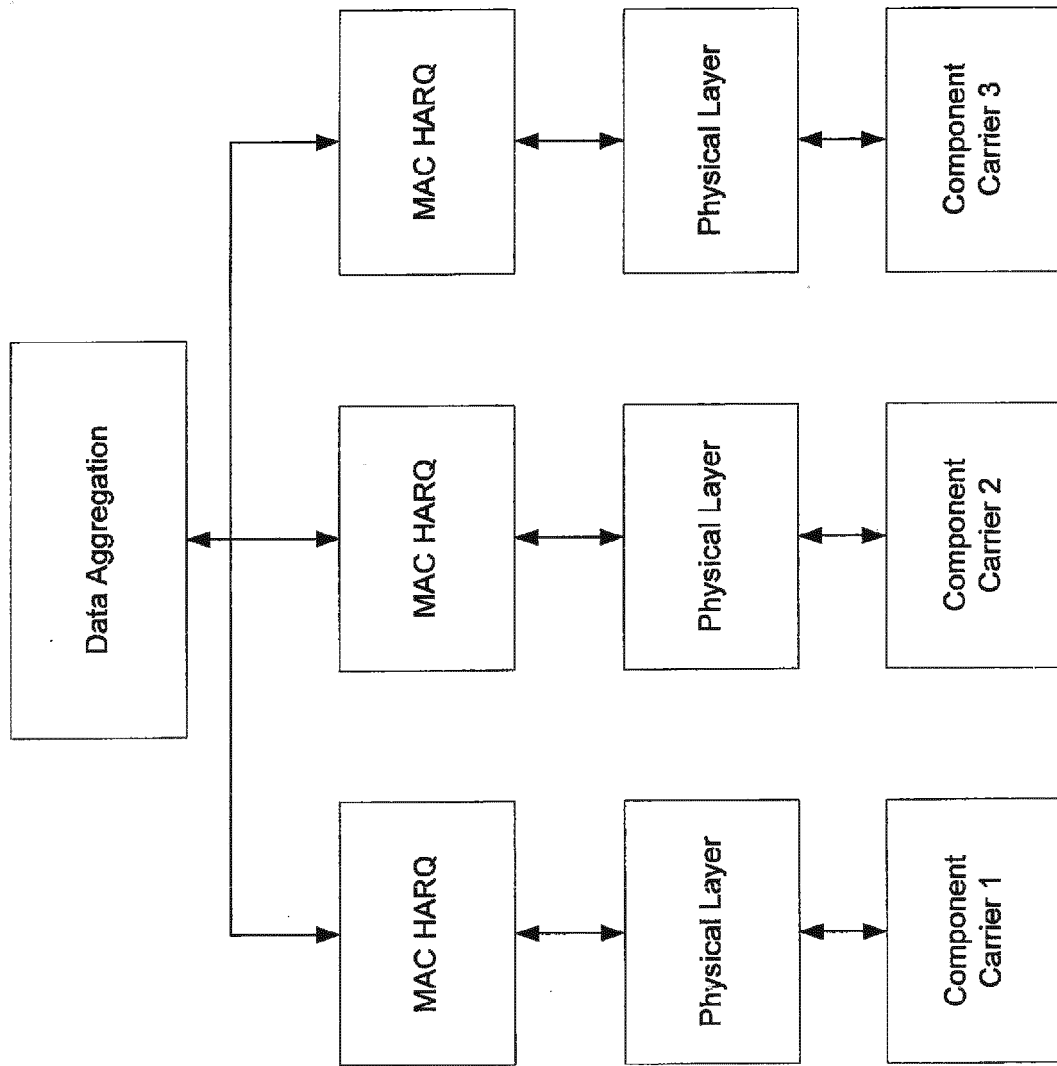 Data Aggregation
MAC HARQ
MAC HARQ
MAC HARQ
Physical Layer
Physical Layer
Physical Layer
Component
Carrier 1
Component
Carrier 2
Component
Carrier 3